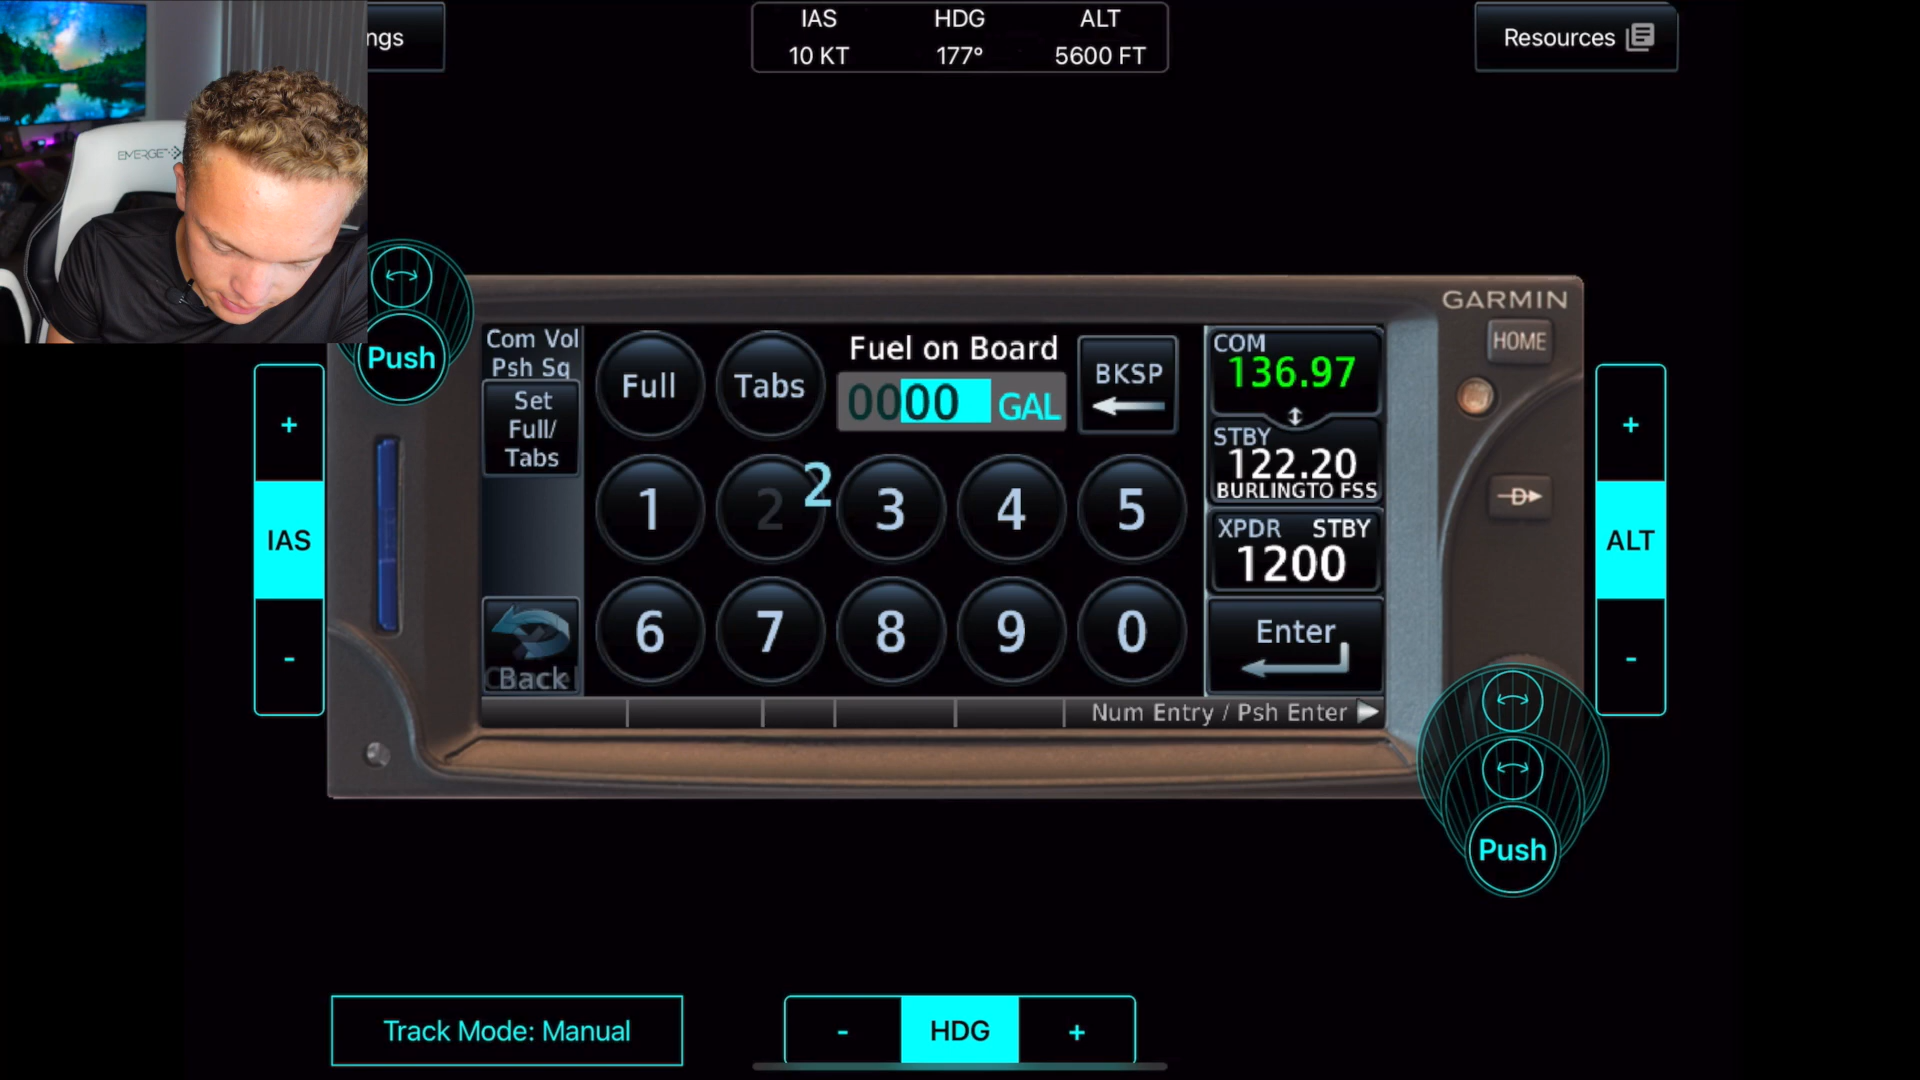 ngs
IAS HDG ALT
10 KT 177° 5600 FT
Resources
EMERGE
GARMIN
HOME
Push
Com Vol
Psh Sq
Set
Full/
Tabs
Back
Full
Tabs
Fuel on Board
0000 GAL
BKSP
1 2 2 3 4 5
6 7 8 9 0
COM
136.97
STBY
122.20
BURLINGTO FSS
XPDR STBY
1200
Enter
Num Entry / Psh Enter
D
+
IAS
-
+
ALT
-
Push
Track Mode: Manual
- HDG +